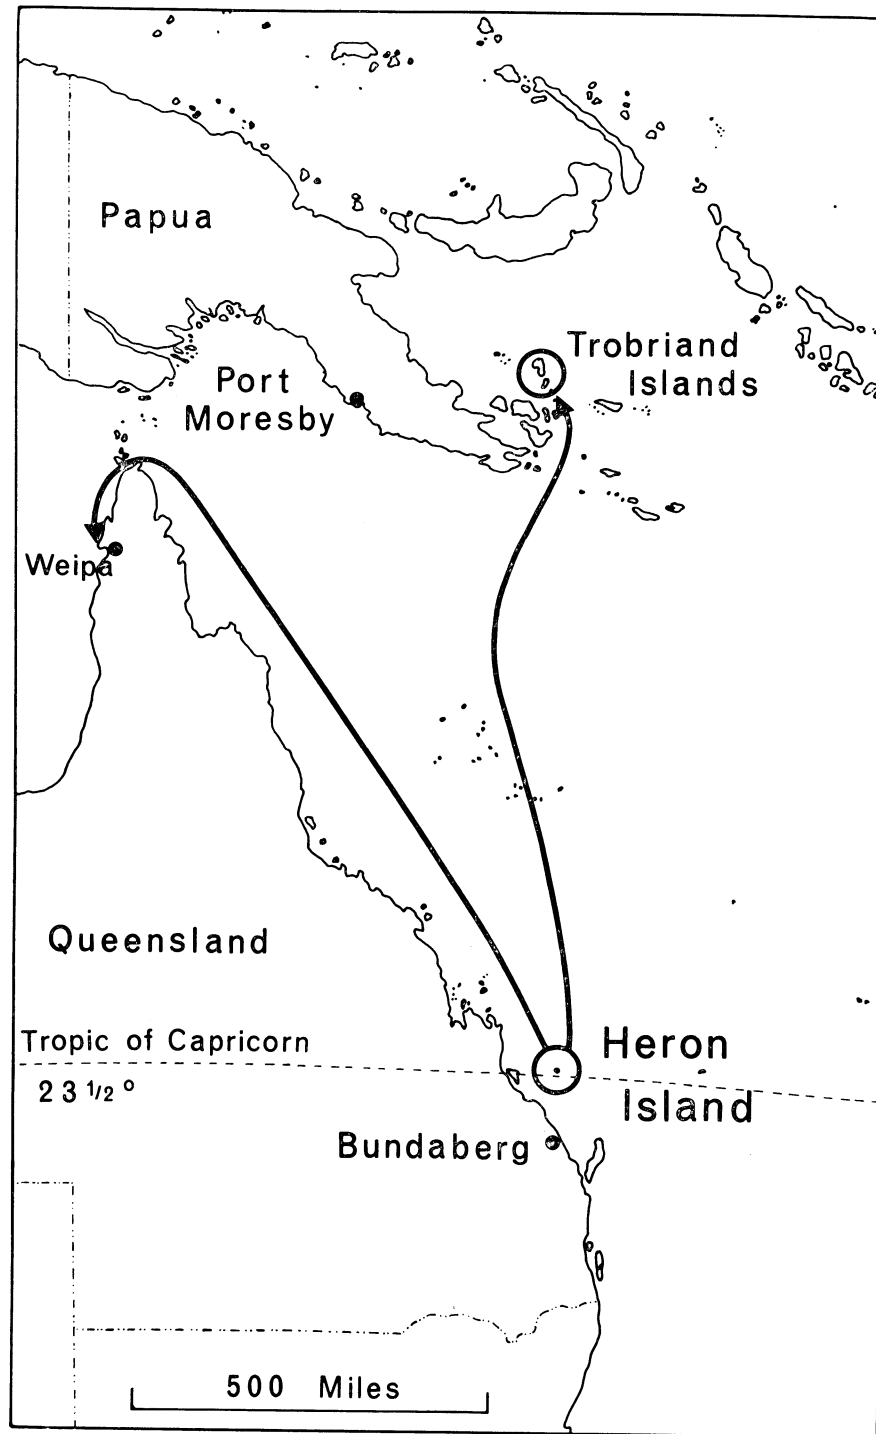 Papua
Trobriand
Islands
Port
Moresby
Weipa
Queensland
Tropic of Capricorn
23 1/2 °
Heron
Island
Bundaberg
500 Miles